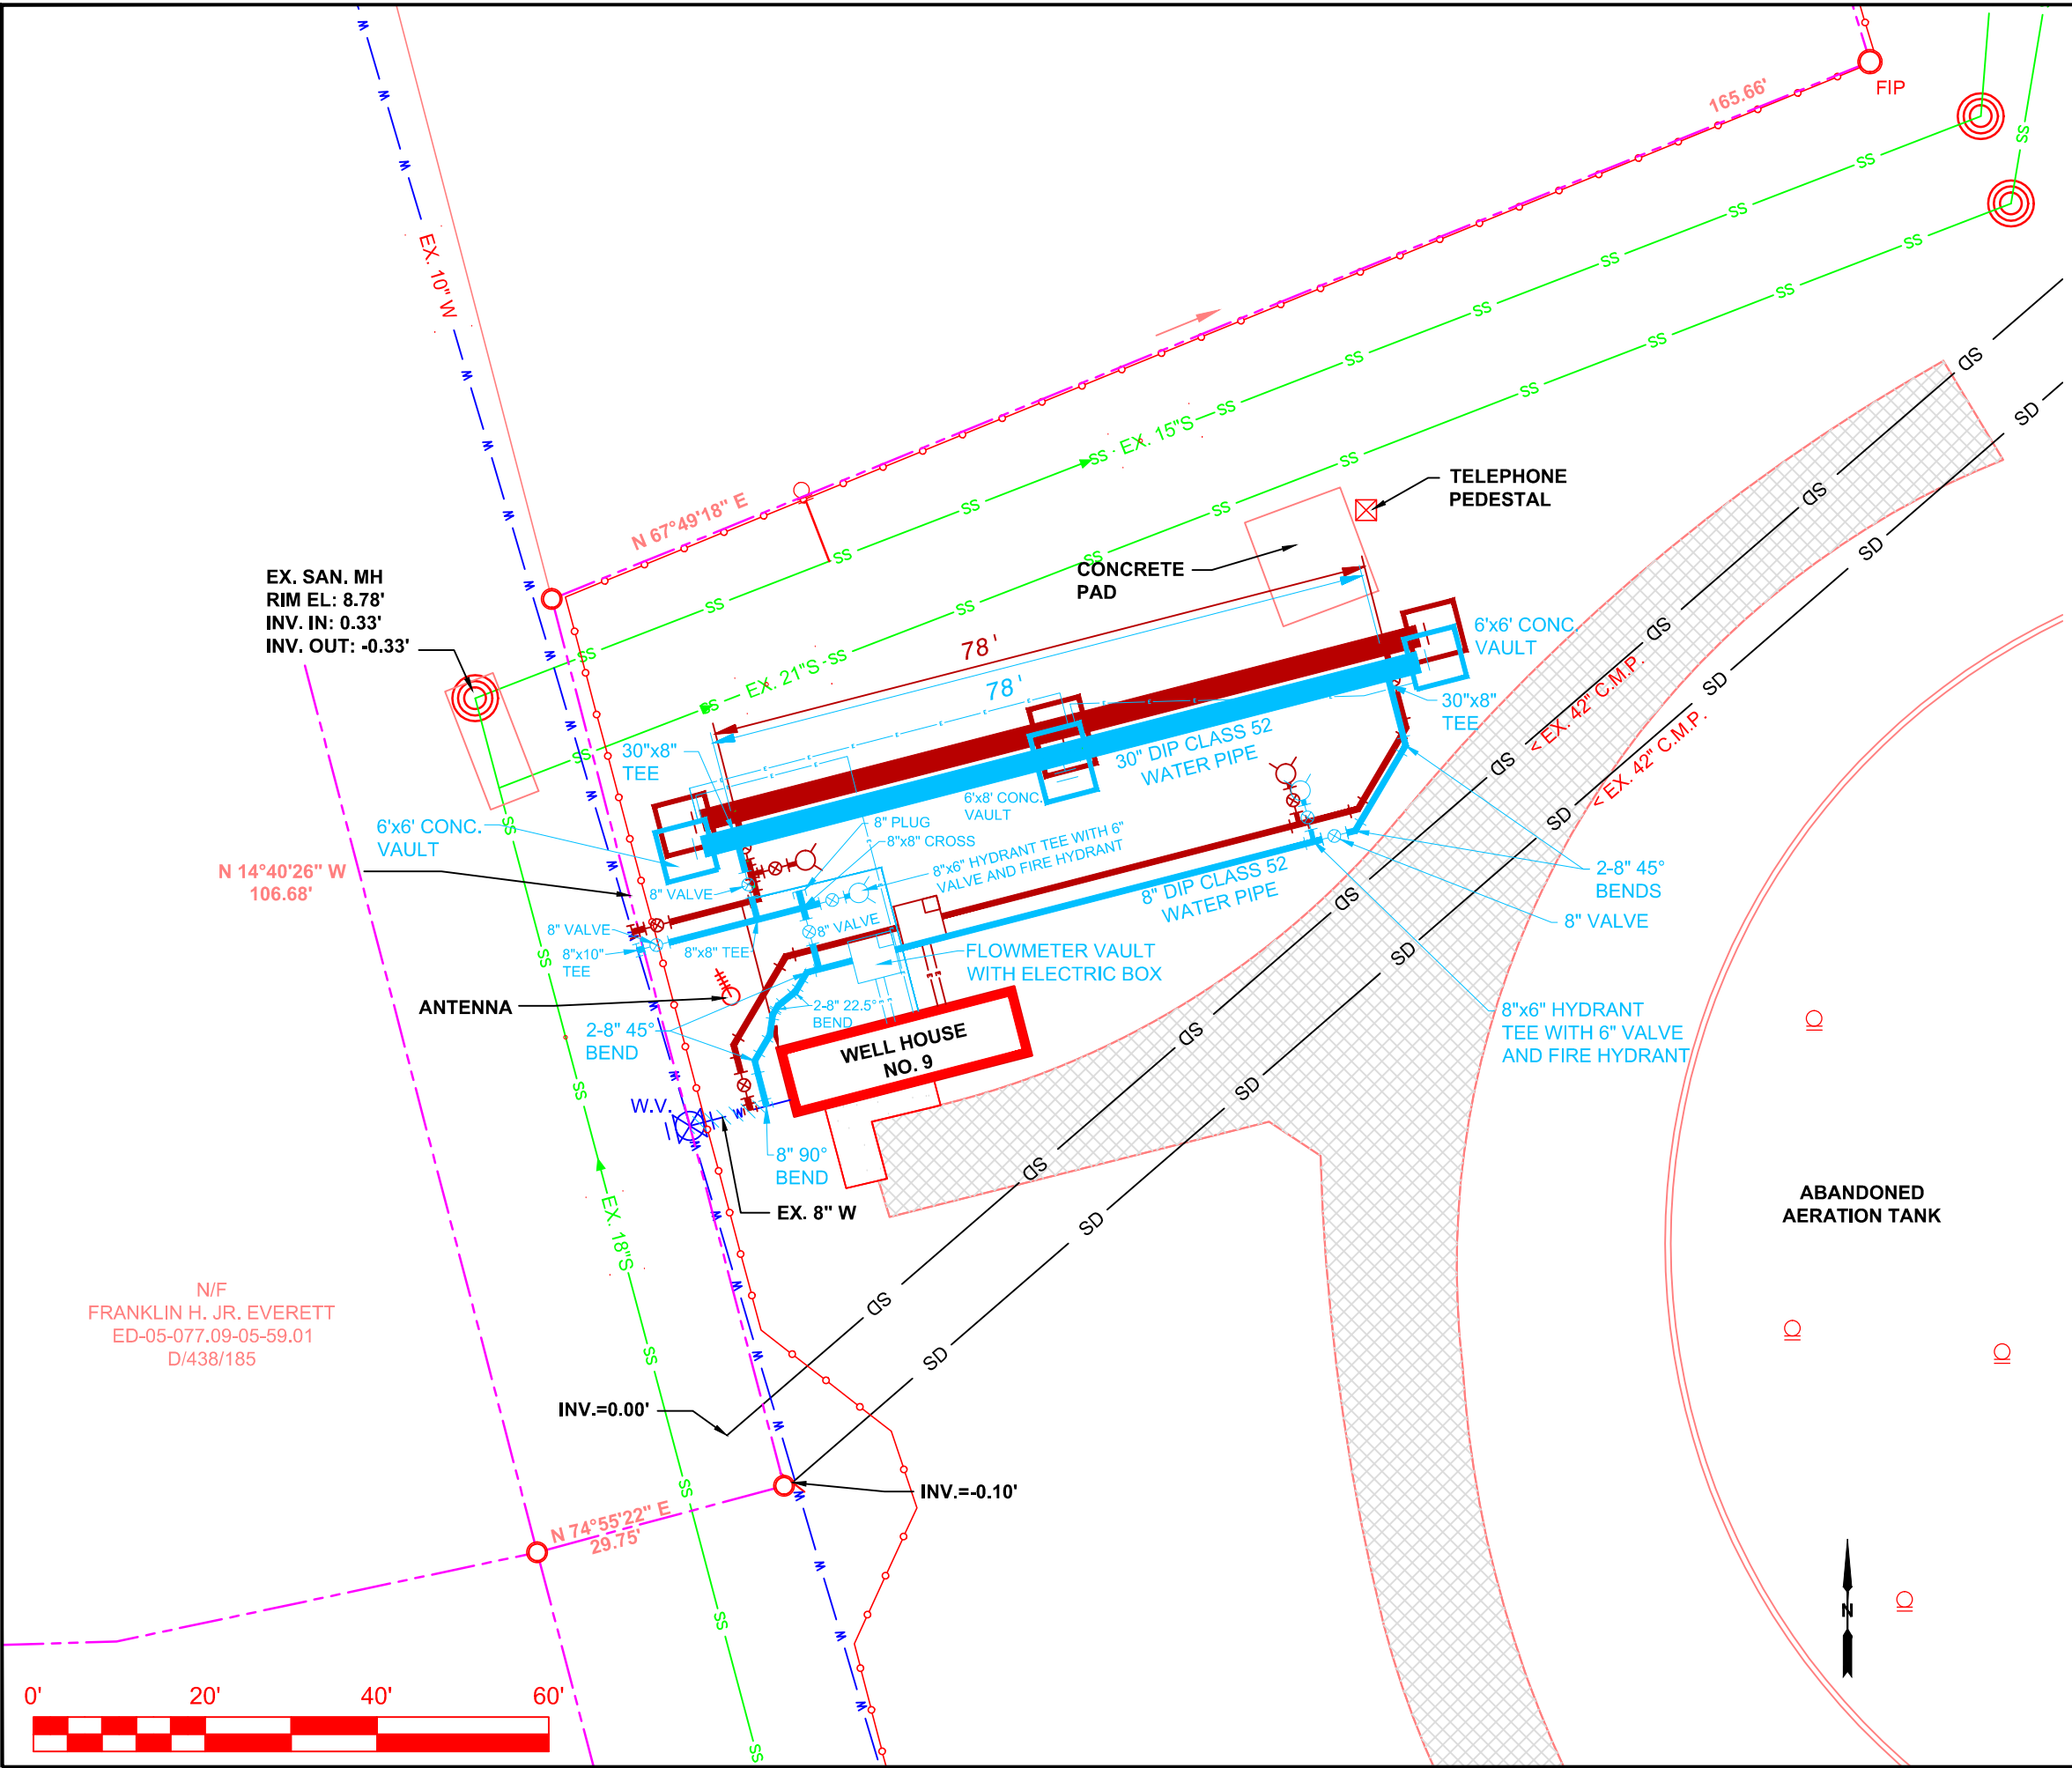 165.66'
FIP
EX. 10" W
SS
SS
SS
SD
SD
EX. 15"S
N 67°49'18" E
TELEPHONE
PEDESTAL
CONCRETE
PAD
EX. SAN. MH
RIM EL: 8.78'
INV. IN: 0.33'
INV. OUT: -0.33'
EX. 21"S
78'
78'
6'x6' CONC.
VAULT
30"x8"
TEE
30"x8"
TEE
< EX. 42" C.M.P.
< EX. 42" C.M.P.
30" DIP CLASS 52
WATER PIPE
6'x8' CONC.
VAULT
6'x6' CONC.
VAULT
8" PLUG
8"x8" CROSS
8"x6" HYDRANT TEE WITH 6"
VALVE AND FIRE HYDRANT
N 14°40'26" W
106.68'
8" VALVE
8" DIP CLASS 52
WATER PIPE
2-8" 45°
BENDS
8" VALVE
8" VALVE
8"x10"
TEE
8"x8" TEE
8" VALVE
FLOWMETER VAULT
WITH ELECTRIC BOX
ANTENNA
2-8" 22.5°
BEND
2-8" 45°
BEND
8"x6" HYDRANT
TEE WITH 6" VALVE
AND FIRE HYDRANT
WELL HOUSE
NO. 9
W.V.
8" 90°
BEND
EX. 8" W
EX. 18"S
ABANDONED
AERATION TANK
N/F
FRANKLIN H. JR. EVERETT
ED-05-077.09-05-59.01
D/438/185
INV.=0.00'
INV.=-0.10'
N 74°55'22" E
29.75'
N
0' 20' 40' 60'